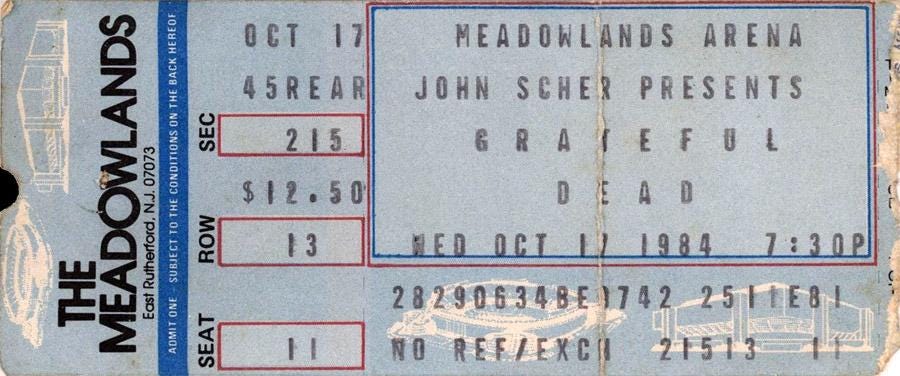 THE
MEADOWLANDS
East Rutherford, N.J. 07073
ADMIT ONE - SUBJECT TO THE CONDITIONS ON THE BACK HEREOF
OCT 17
45REAR
SEC
215
$12.50
ROW
13
SEAT
11
MEADOWLANDS ARENA
JOHN SCHER PRESENTS
GRATEFUL
DEAD
WED OCT 17 1984 7:30P
NO REF/EXCH 21513 11